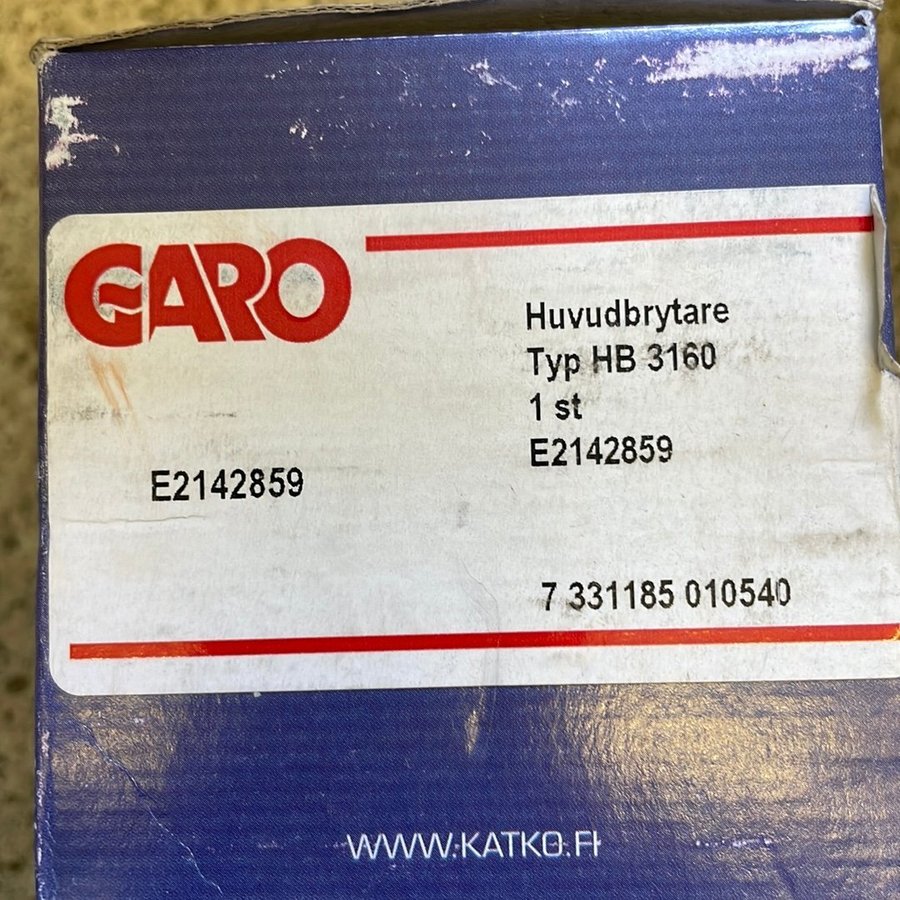 GARO
Huvudbrytare
Typ HB 3160
1 st
E2142859
E2142859
7 331185 010540
WWW.KATKO.FI